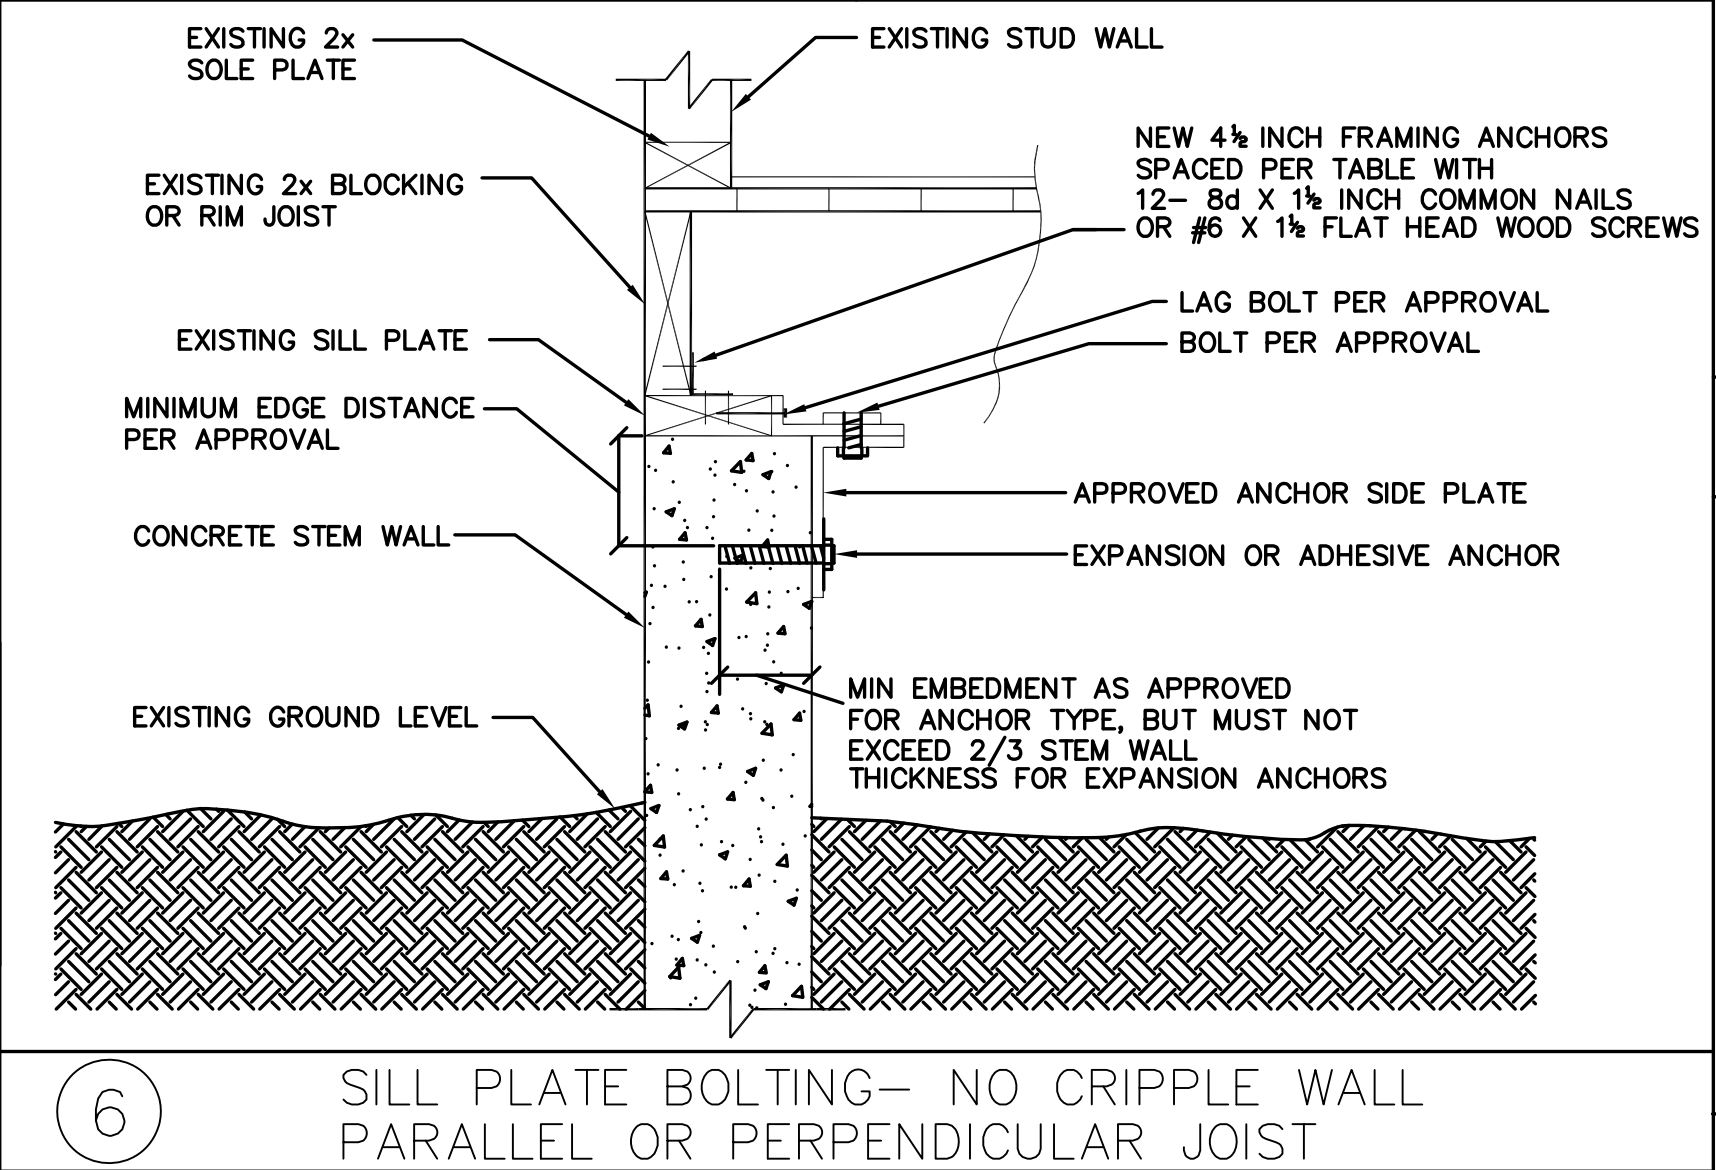 EXISTING 2x
SOLE PLATE
EXISTING STUD WALL
NEW 4½ INCH FRAMING ANCHORS
SPACED PER TABLE WITH
12– 8d X 1½ INCH COMMON NAILS
OR #6 X 1½ FLAT HEAD WOOD SCREWS
EXISTING 2x BLOCKING
OR RIM JOIST
LAG BOLT PER APPROVAL
EXISTING SILL PLATE
BOLT PER APPROVAL
MINIMUM EDGE DISTANCE
PER APPROVAL
APPROVED ANCHOR SIDE PLATE
CONCRETE STEM WALL
EXPANSION OR ADHESIVE ANCHOR
MIN EMBEDMENT AS APPROVED
FOR ANCHOR TYPE, BUT MUST NOT
EXCEED 2/3 STEM WALL
THICKNESS FOR EXPANSION ANCHORS
EXISTING GROUND LEVEL
6
SILL PLATE BOLTING– NO CRIPPLE WALL
PARALLEL OR PERPENDICULAR JOIST